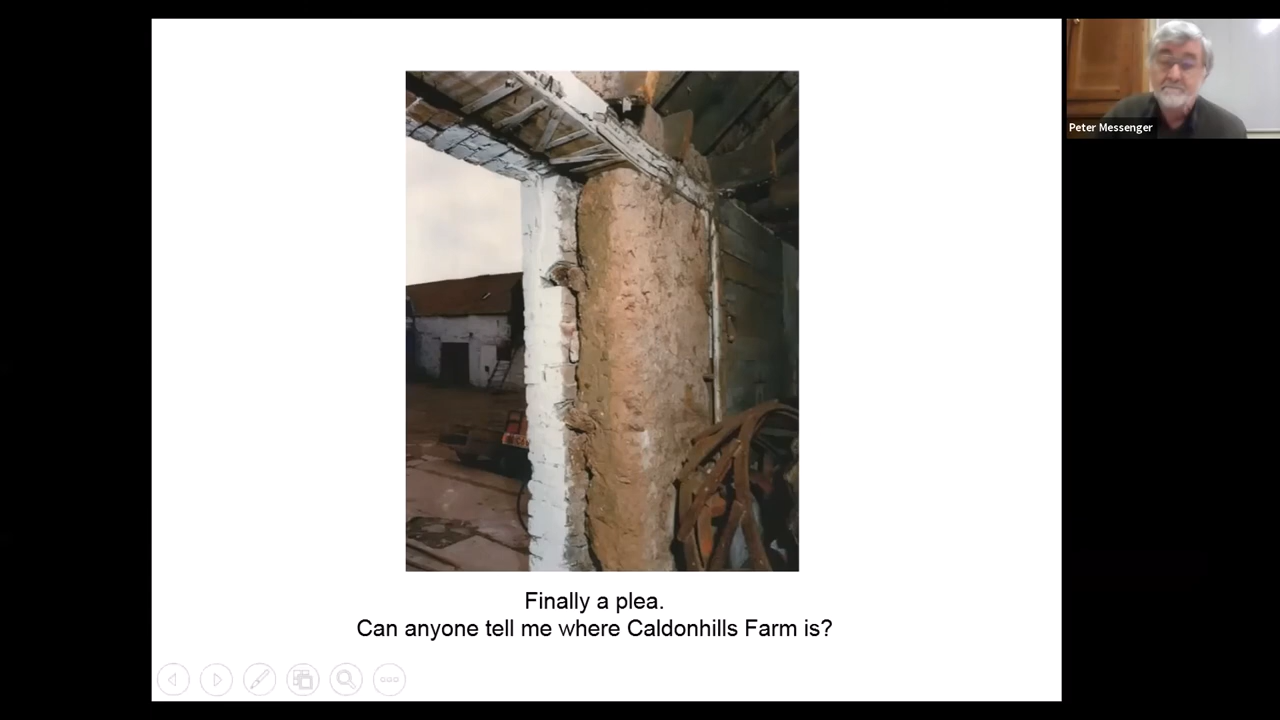 Peter Messenger
Finally a plea.
Can anyone tell me where Caldonhills Farm is?